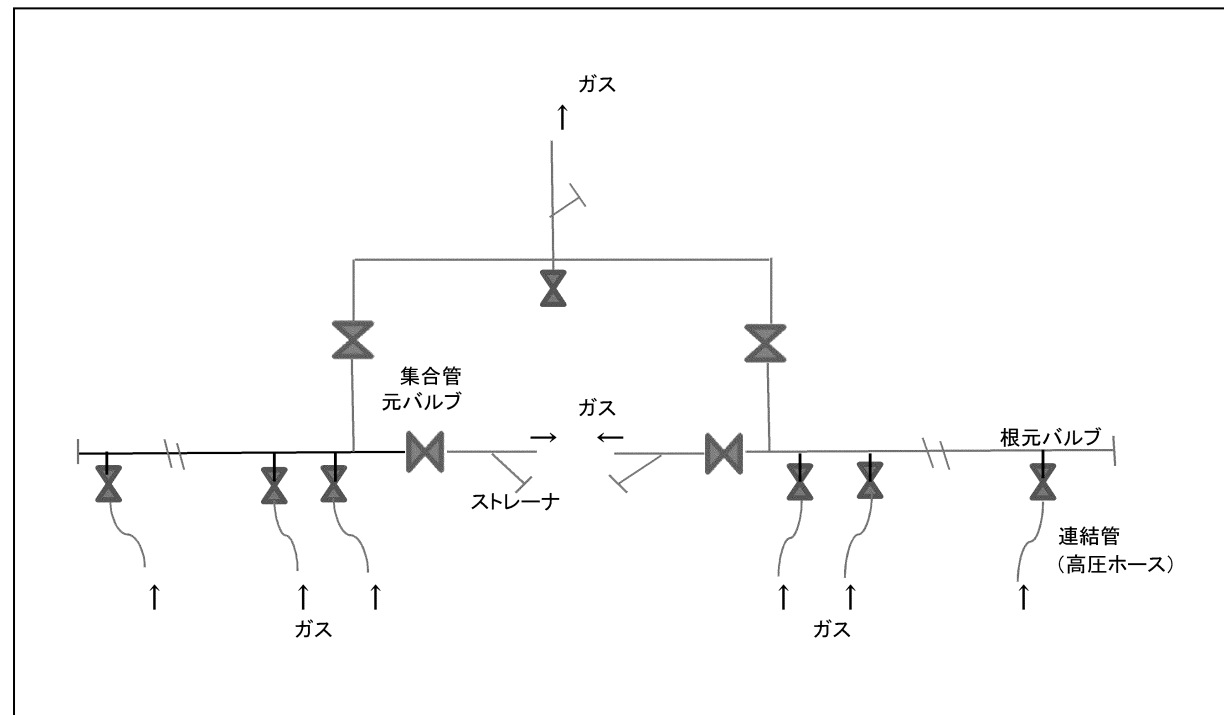 ガス
↑
集合管
元バルブ
ガス
→ ←
根元バルブ
ストレーナ
連結管
（高圧ホース）
↑ ↑ ↑ ↑ ↑ ↑
ガス
ガス